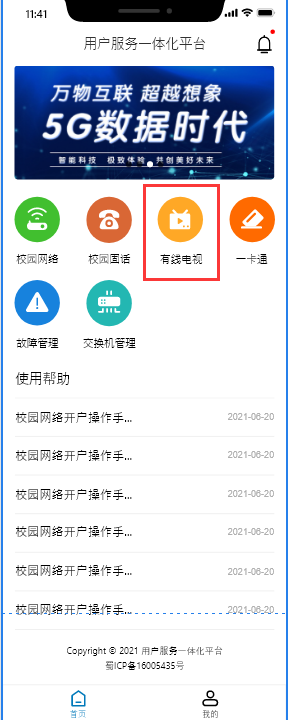 11:41
用户服务一体化平台
万物互联 超越想象
5G数据时代
智能科技 极致体验 共创美好未来
校园网络 校园固话 有线电视 一卡通
故障管理 交换机管理
使用帮助
校园网络开户操作手... 2021-06-20
校园网络开户操作手... 2021-06-20
校园网络开户操作手... 2021-06-20
校园网络开户操作手... 2021-06-20
校园网络开户操作手... 2021-06-20
校园网络开户操作手... 2021-06-20
Copyright © 2021 用户服务一体化平台
蜀ICP备16005435号
首页 我的